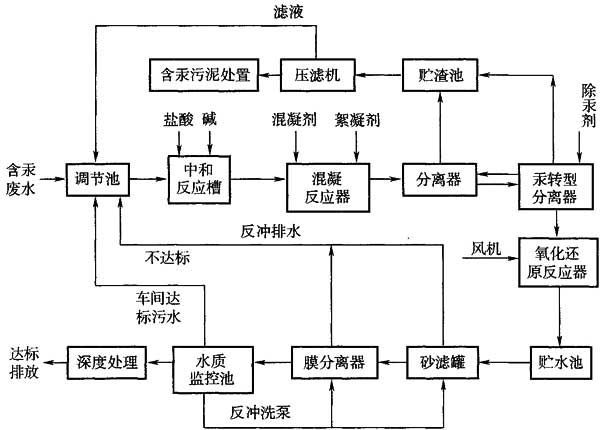 滤液
含汞污泥处置
压滤机
贮渣池
除
汞
剂
盐酸 碱
混凝剂
絮凝剂
含汞
废水
调节池
中和
反应槽
混凝
反应器
分离器
汞转型
分离器
反冲排水
不达标
风机
氧化还
原反应器
车间达
标污水
达标
排放
深度处理
水质
监控池
膜分离器
砂滤罐
贮水池
反冲洗泵